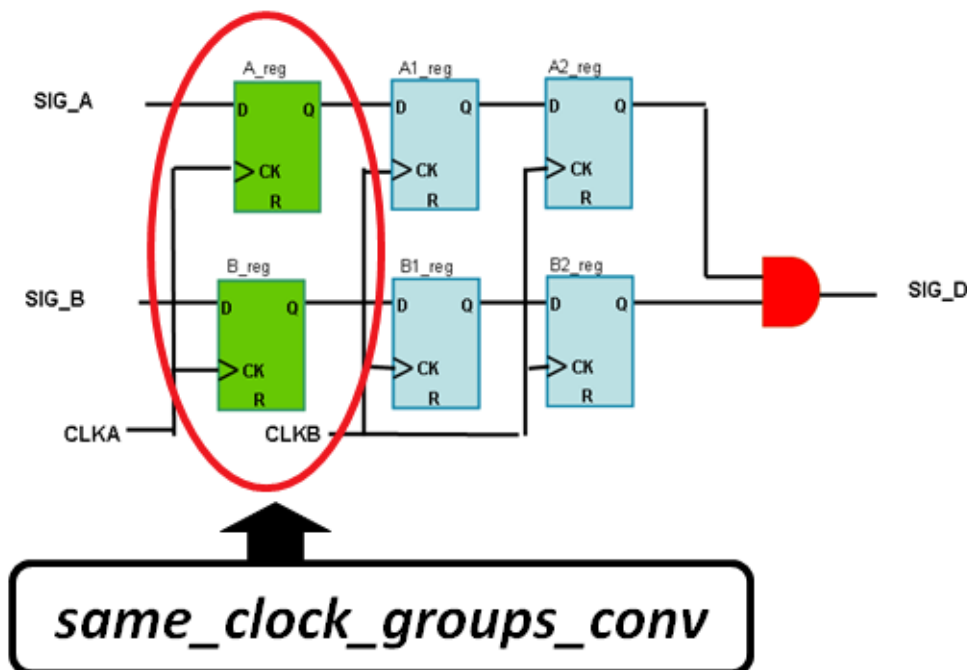 A_reg A1_reg A2_reg
SIG_A D Q D Q D Q
CK CK CK
R R R
B_reg B1_reg B2_reg
SIG_B D Q D Q D Q SIG_D
CK CK CK
R R R
CLKA CLKB
same_clock_groups_conv